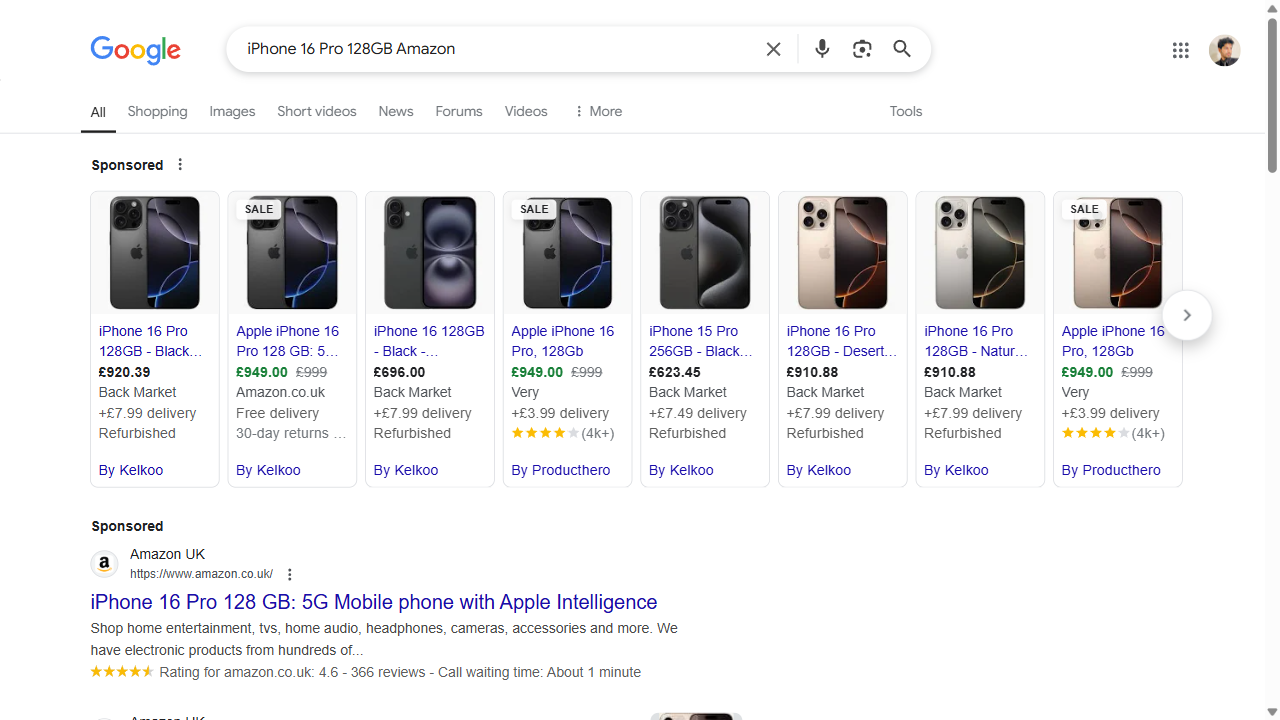 Google
iPhone 16 Pro 128GB Amazon
All
Shopping
Images
Short videos
News
Forums
Videos
More
Tools
Sponsored
iPhone 16 Pro
128GB - Black...
£920.39
Back Market
+£7.99 delivery
Refurbished
By Kelkoo
SALE
Apple iPhone 16
Pro 128 GB: 5...
£949.00 £999
Amazon.co.uk
Free delivery
30-day returns ...
By Kelkoo
iPhone 16 128GB
- Black -...
£696.00
Back Market
+£7.99 delivery
Refurbished
By Kelkoo
SALE
Apple iPhone 16
Pro, 128Gb
£949.00 £999
Very
+£3.99 delivery
(4k+)
By Producthero
iPhone 15 Pro
256GB - Black...
£623.45
Back Market
+£7.49 delivery
Refurbished
By Kelkoo
iPhone 16 Pro
128GB - Desert...
£910.88
Back Market
+£7.99 delivery
Refurbished
By Kelkoo
iPhone 16 Pro
128GB - Natur...
£910.88
Back Market
+£7.99 delivery
Refurbished
By Kelkoo
SALE
Apple iPhone 16
Pro, 128Gb
£949.00 £999
Very
+£3.99 delivery
(4k+)
By Producthero
Sponsored
a
Amazon UK
https://www.amazon.co.uk/
iPhone 16 Pro 128 GB: 5G Mobile phone with Apple Intelligence
Shop home entertainment, tvs, home audio, headphones, cameras, accessories and more. We
have electronic products from hundreds of...
Rating for amazon.co.uk: 4.6 - 366 reviews - Call waiting time: About 1 minute
Amazon UK